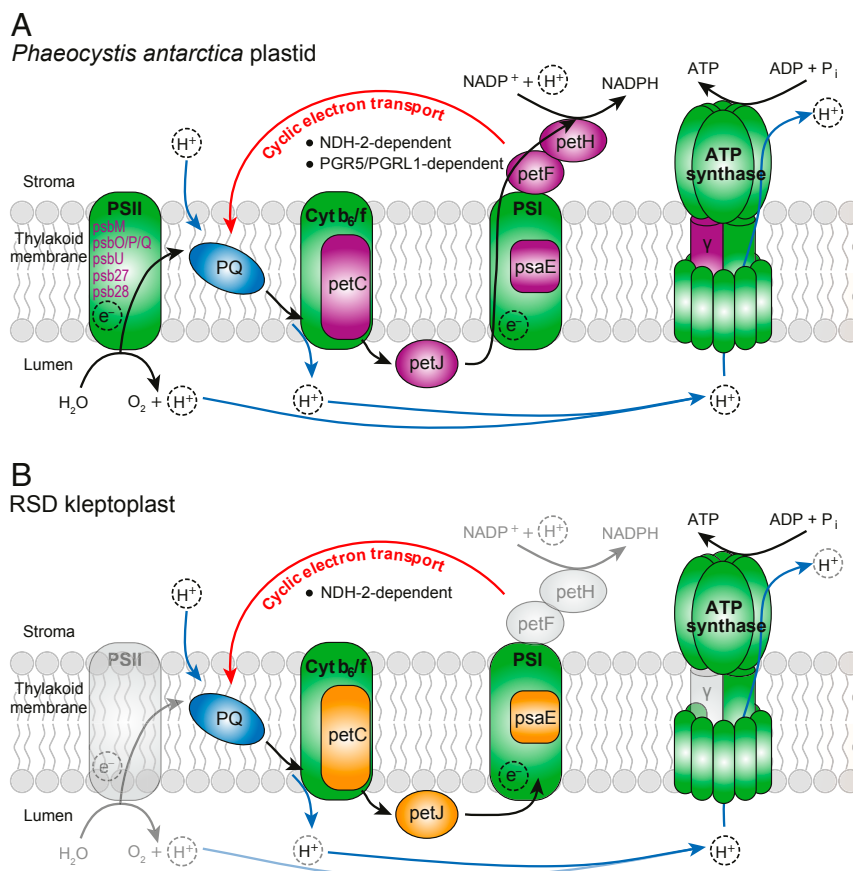 A
Phaeocystis antarctica plastid
NADP⁺ + H⁺
NADPH
ATP
ADP + Pᵢ
H⁺
H⁺
Cyclic electron transport
● NDH-2-dependent
● PGR5/PGRL1-dependent
petH
petF
ATP
synthase
Stroma
PSII
Cyt b₆/f
PSI
Thylakoid
membrane
psbM
psbO/P/Q
psbU
psb27
psb28
PQ
petC
psaE
γ
e⁻
e⁻
Lumen
petJ
H₂O
O₂ + H⁺
H⁺
H⁺
B
RSD kleptoplast
NADP⁺ + H⁺
NADPH
ATP
ADP + Pᵢ
H⁺
H⁺
Cyclic electron transport
● NDH-2-dependent
petH
petF
ATP
synthase
Stroma
PSII
Cyt b₆/f
PSI
Thylakoid
membrane
PQ
petC
psaE
γ
e⁻
e⁻
Lumen
petJ
H₂O
O₂ + H⁺
H⁺
H⁺